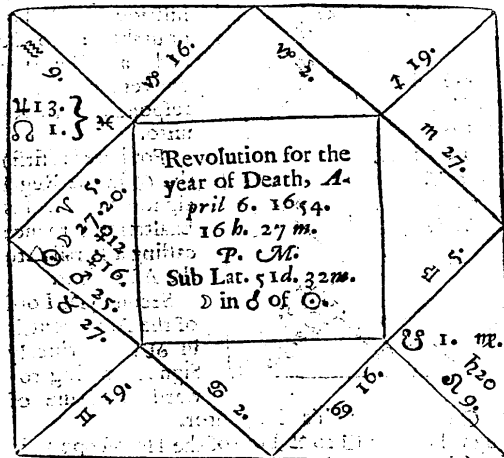 ♒ 9.
♑ 16.
♑ 2.
♐ 19.
♃ 13.
☊ 1. } ♓
♏ 27.
Revolution for the
year of Death, A-
pril 6. 1654.
16 h. 27 m.
P. M.
Sub Lat. 51d. 32m.
☽ in ☌ of ☉.
♈ 5.
☉ ☽ 27.20.
♀ 12
☿ 16.
♂ 25.
27.
♎ 5.
☋ 1. ♍.
♄ 20
♌ 9.
♊ 19.
♋ 2.
♋ 16.